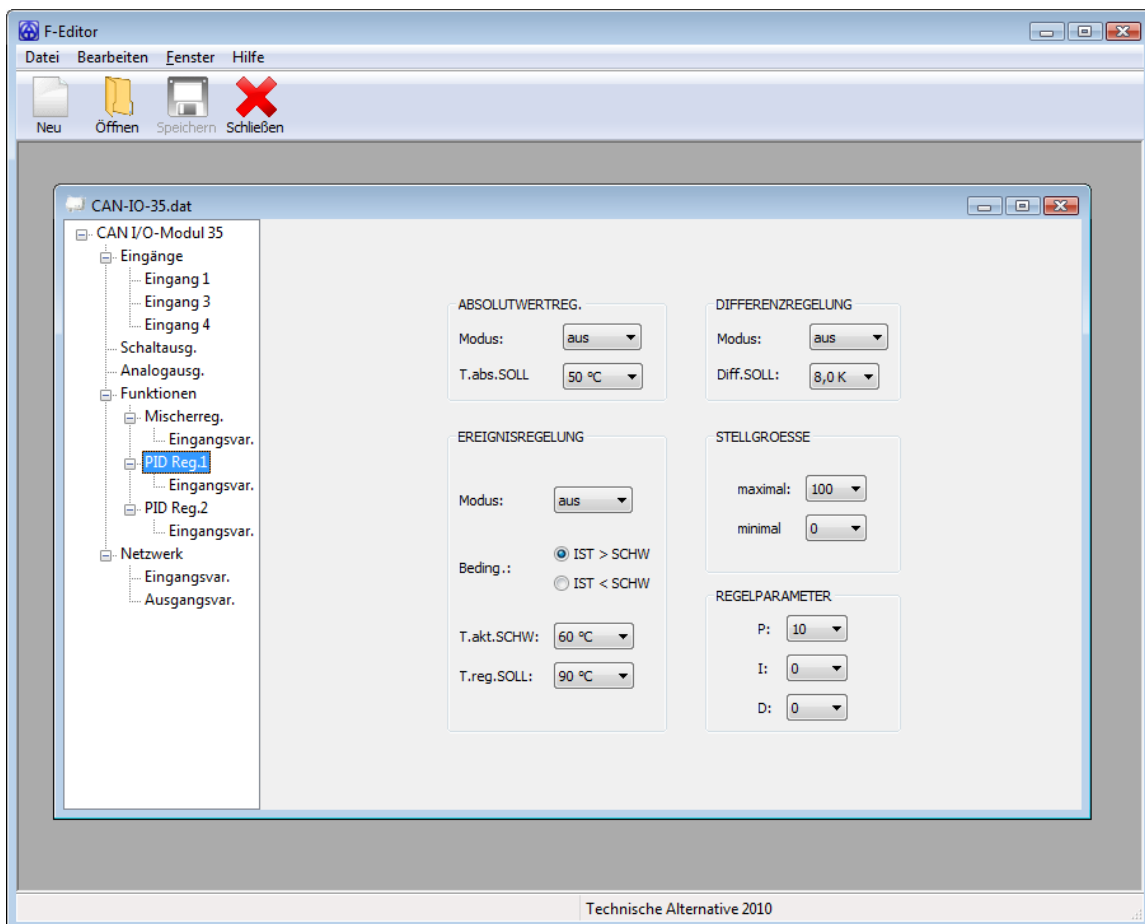 F-Editor
Datei Bearbeiten Fenster Hilfe
Neu Öffnen Speichern Schließen
CAN-IO-35.dat
CAN I/O-Modul 35
Eingänge
Eingang 1
Eingang 3
Eingang 4
Schaltausg.
Analogausg.
Funktionen
Mischerreg.
Eingangsvar.
PID Reg.1
Eingangsvar.
PID Reg.2
Eingangsvar.
Netzwerk
Eingangsvar.
Ausgangsvar.
ABSOLUTWERTREG.
Modus: aus
T.abs.SOLL 50 °C
DIFFERENZREGELUNG
Modus: aus
Diff.SOLL: 8,0 K
EREIGNISREGELUNG
Modus: aus
Beding.: IST > SCHW
IST < SCHW
T.akt.SCHW: 60 °C
T.reg.SOLL: 90 °C
STELLGROESSE
maximal: 100
minimal 0
REGELPARAMETER
P: 10
I: 0
D: 0
Technische Alternative 2010